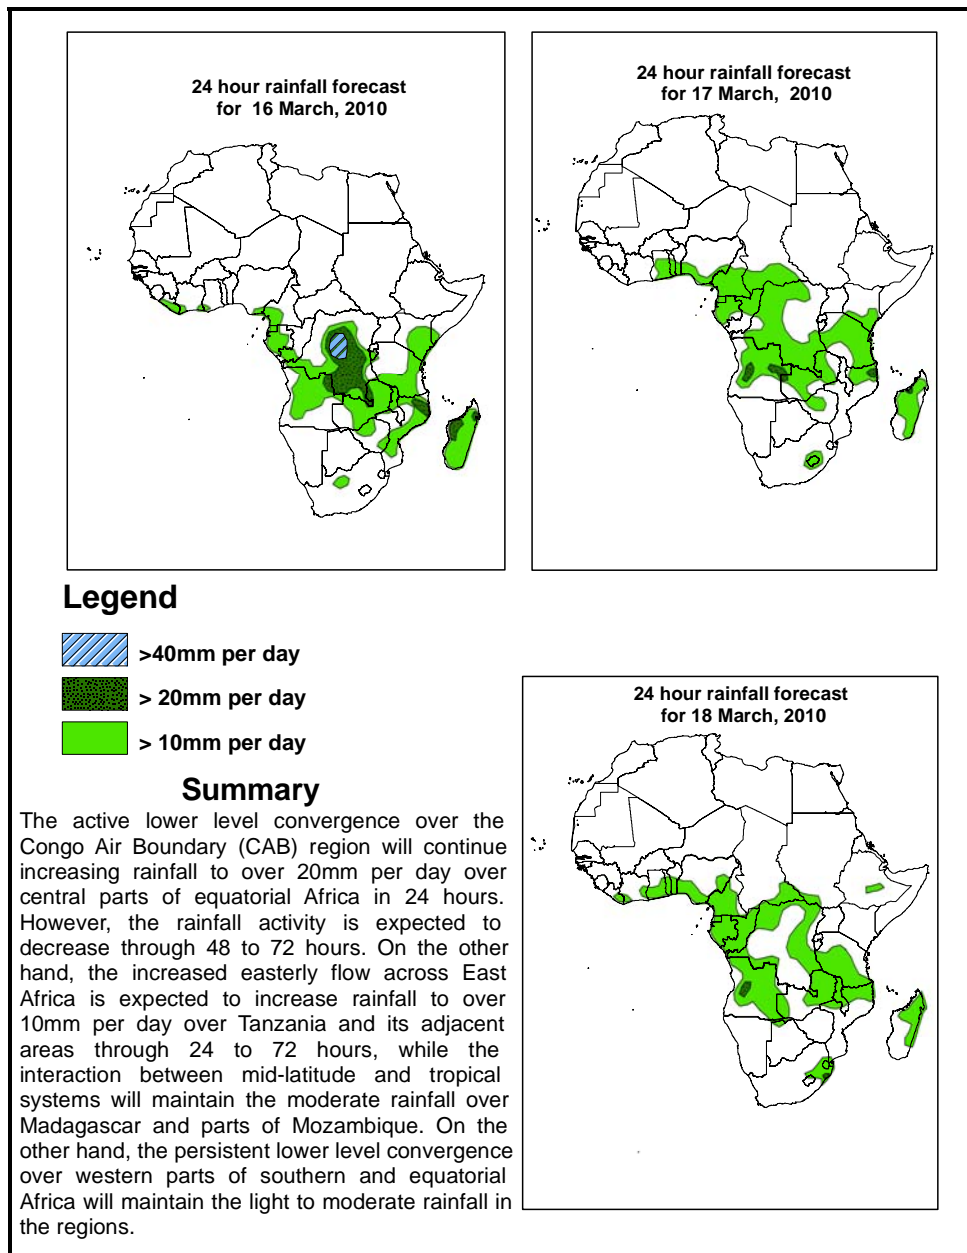 24 hour rainfall forecast
for 16 March, 2010
24 hour rainfall forecast
for 17 March, 2010
Legend
>40mm per day
> 20mm per day
> 10mm per day
24 hour rainfall forecast
for 18 March, 2010
Summary
The active lower level convergence over the
Congo Air Boundary (CAB) region will continue
increasing rainfall to over 20mm per day over
central parts of equatorial Africa in 24 hours.
However, the rainfall activity is expected to
decrease through 48 to 72 hours. On the other
hand, the increased easterly flow across East
Africa is expected to increase rainfall to over
10mm per day over Tanzania and its adjacent
areas through 24 to 72 hours, while the
interaction between mid-latitude and tropical
systems will maintain the moderate rainfall over
Madagascar and parts of Mozambique. On the
other hand, the persistent lower level convergence
over western parts of southern and equatorial
Africa will maintain the light to moderate rainfall in
the regions.